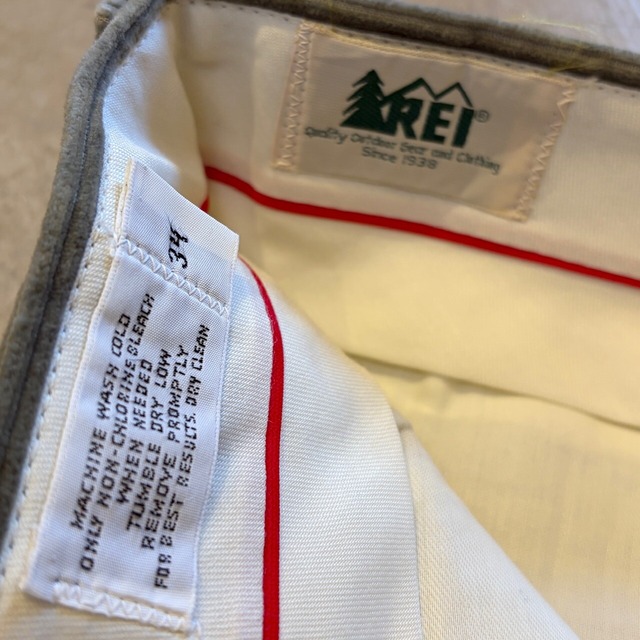 REI®
Quality Outdoor Gear and Clothing
Since 1938
34
MACHINE WASH COLD
ONLY NON-CHLORINE BLEACH
WHEN NEEDED
TUMBLE DRY LOW
REMOVE PROMPTLY
FOR BEST RESULTS, DRY CLEAN